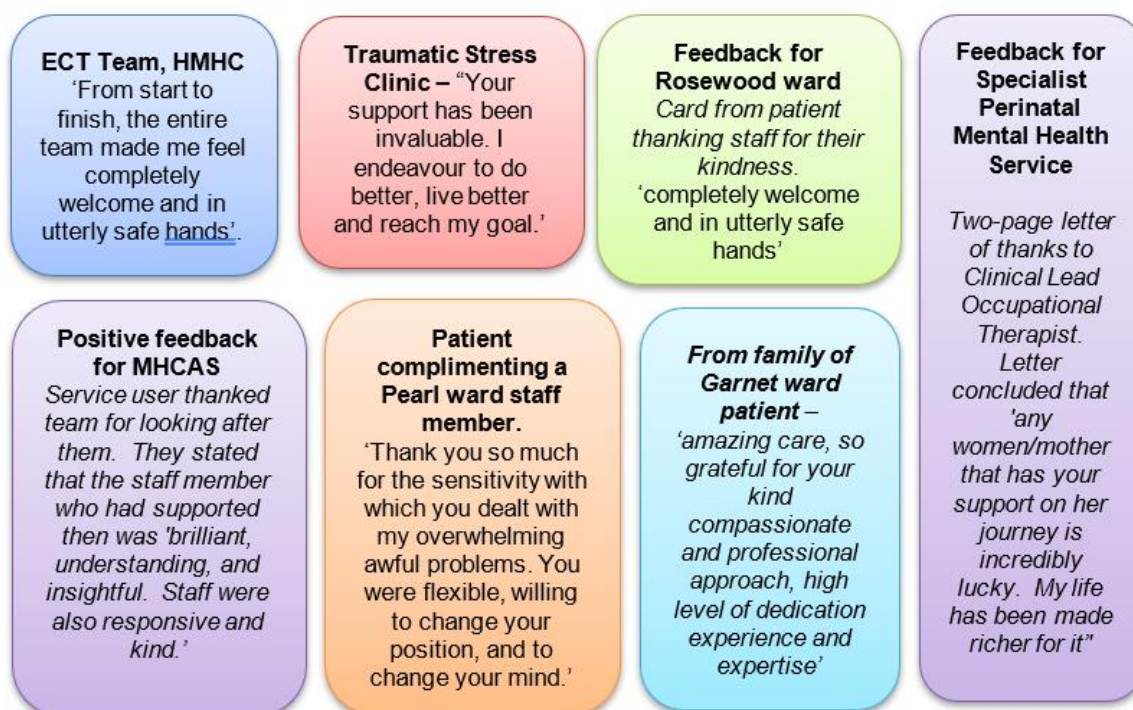 ECT Team, HMHC
‘From start to
finish, the entire
team made me feel
completely
welcome and in
utterly safe hands’.
Traumatic Stress
Clinic – “Your
support has been
invaluable. I
endeavour to do
better, live better
and reach my goal.’
Feedback for
Rosewood ward
Card from patient
thanking staff for their
kindness.
‘completely welcome
and in utterly safe
hands’
Feedback for
Specialist
Perinatal
Mental Health
Service
Two-page letter
of thanks to
Clinical Lead
Occupational
Therapist.
Letter
concluded that
'any
women/mother
that has your
support on her
journey is
incredibly
lucky. My life
has been made
richer for it”
Positive feedback
for MHCAS
Service user thanked
team for looking after
them. They stated
that the staff member
who had supported
then was 'brilliant,
understanding, and
insightful. Staff were
also responsive and
kind.’
Patient
complimenting a
Pearl ward staff
member.
‘Thank you so much
for the sensitivity with
which you dealt with
my overwhelming
awful problems. You
were flexible, willing
to change your
position, and to
change your mind.’
From family of
Garnet ward
patient –
‘amazing care, so
grateful for your
kind
compassionate
and professional
approach, high
level of dedication
experience and
expertise’